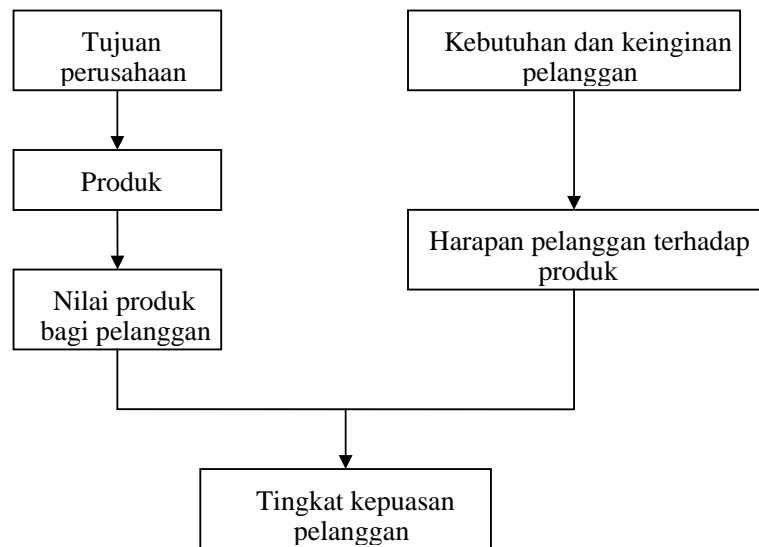 Tujuan
perusahaan
Kebutuhan dan keinginan
pelanggan
Produk
Harapan pelanggan terhadap
produk
Nilai produk
bagi pelanggan
Tingkat kepuasan
pelanggan